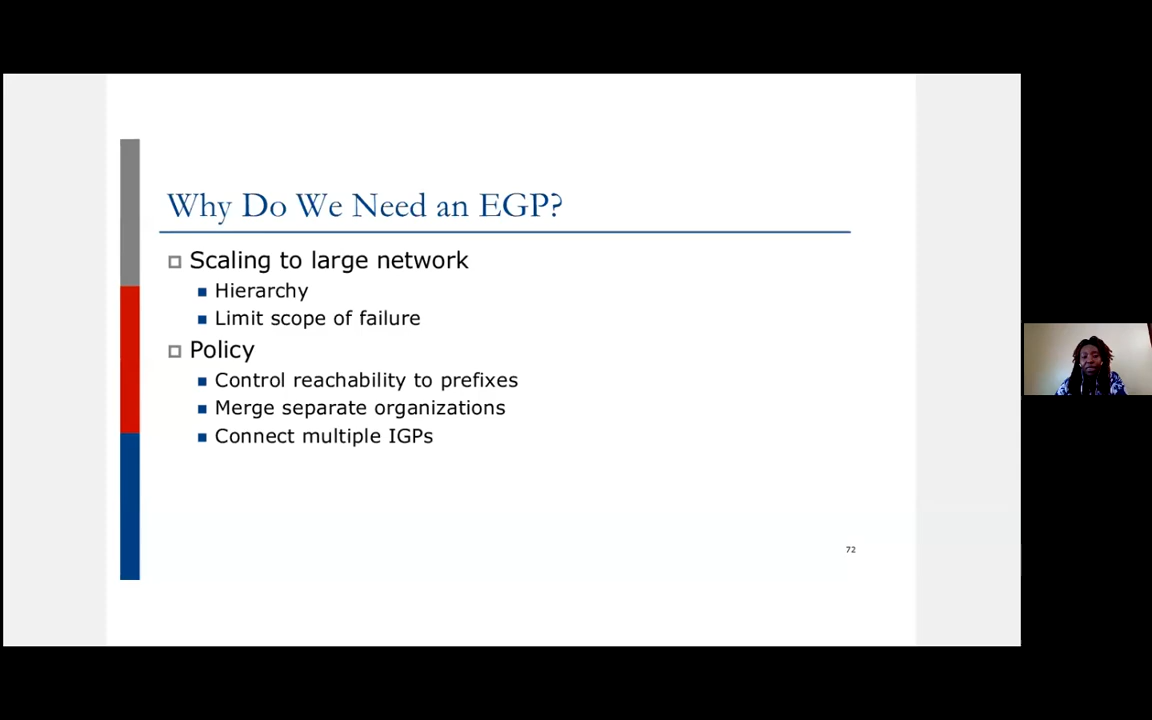 Why Do We Need an EGP?
Scaling to large network
Hierarchy
Limit scope of failure
Policy
Control reachability to prefixes
Merge separate organizations
Connect multiple IGPs
72